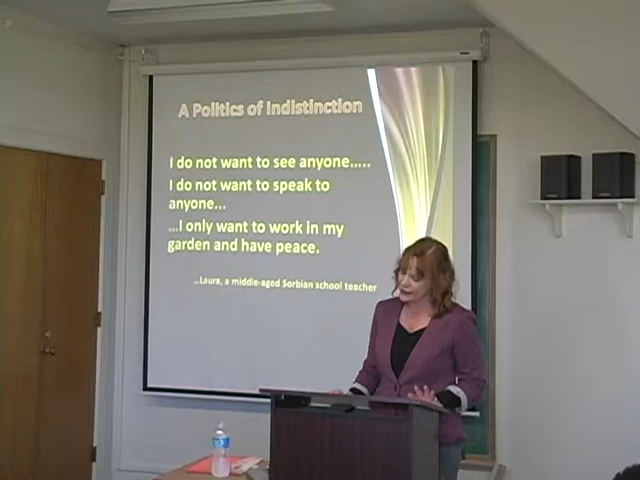 A Politics of Indistinction
I do not want to see anyone.....
I do not want to speak to
anyone...
...I only want to work in my
garden and have peace.
...Laura, a middle-aged Sorbian school teacher